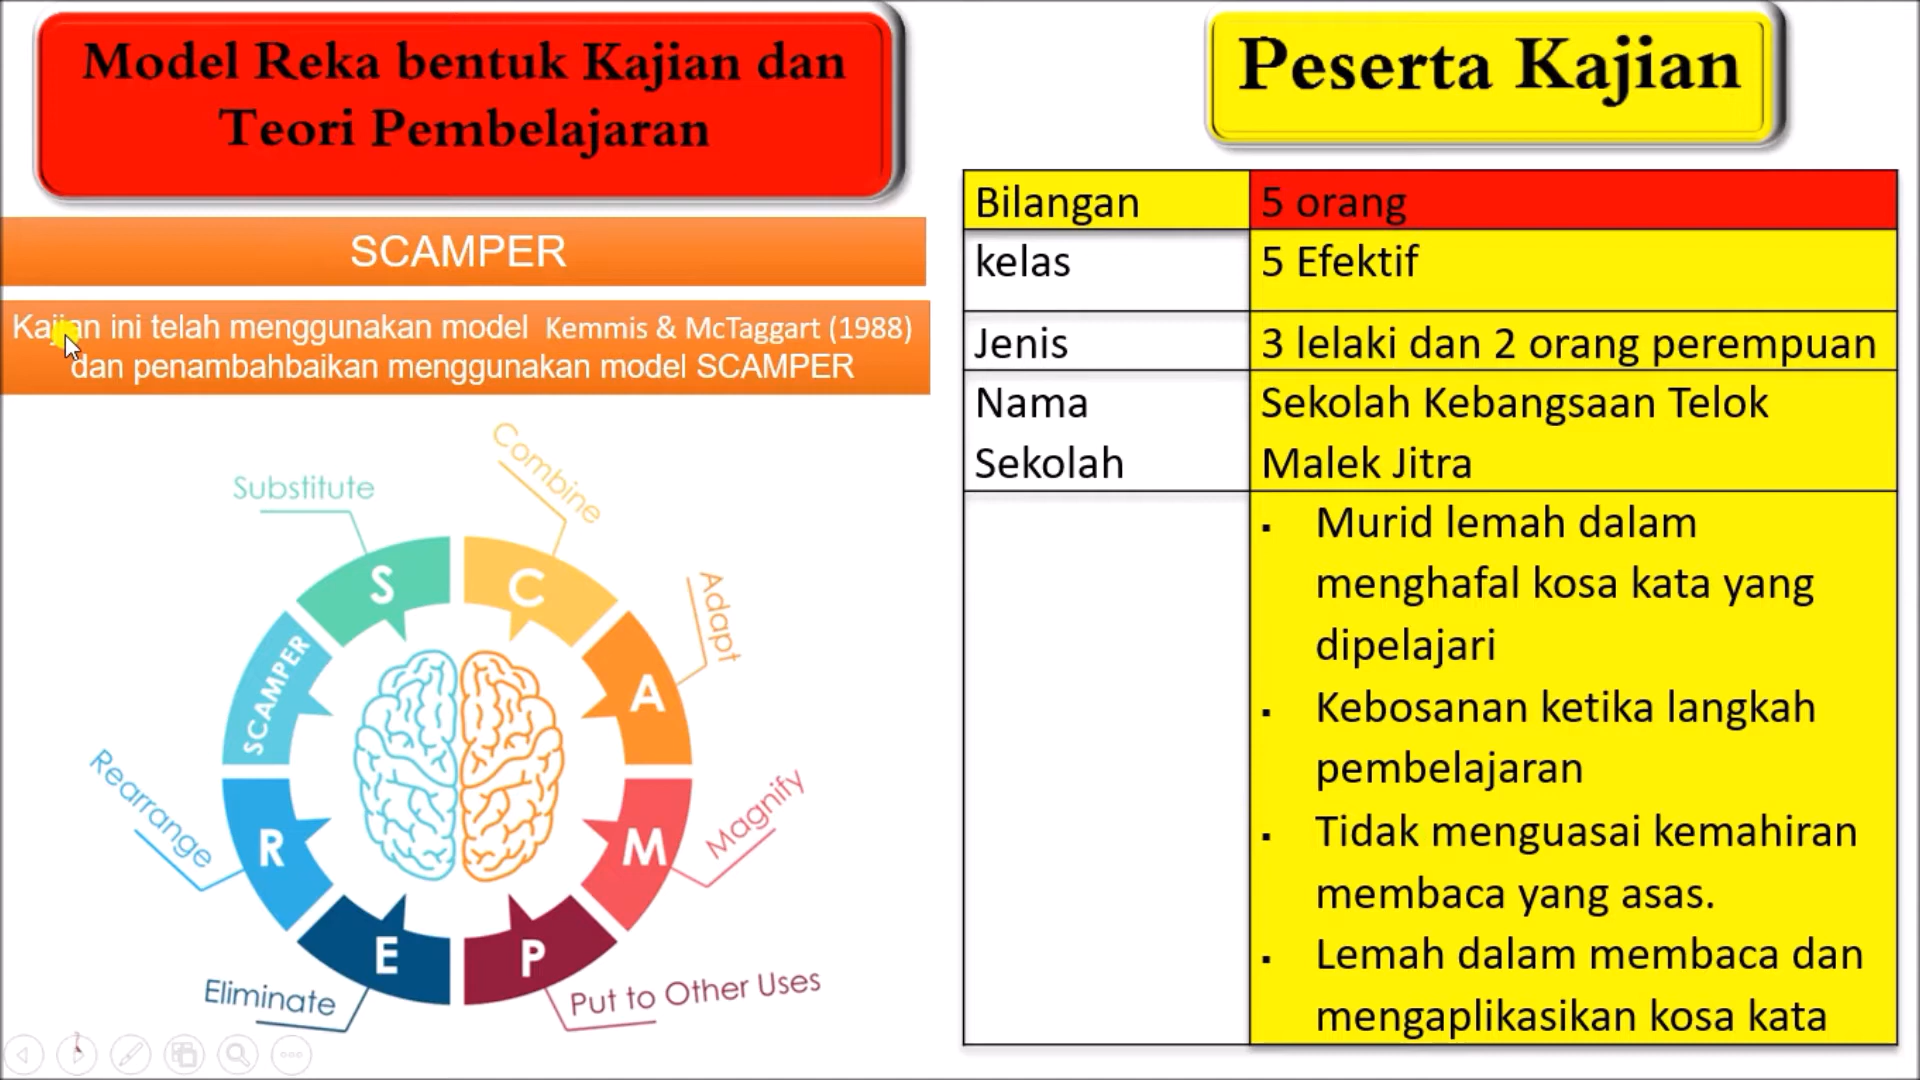 Model Reka bentuk Kajian dan
Teori Pembelajaran
SCAMPER
Kajian ini telah menggunakan model Kemmis & McTaggart (1988)
dan penambahbaikan menggunakan model SCAMPER
Substitute
Combine
Adapt
Magnify
Put to Other Uses
Eliminate
Rearrange
SCAMPER
S
C
A
M
P
E
R
Peserta Kajian
Bilangan 5 orang
kelas 5 Efektif
Jenis 3 lelaki dan 2 orang perempuan
Nama Sekolah Kebangsaan Telok
Sekolah Malek Jitra
▪ Murid lemah dalam
menghafal kosa kata yang
dipelajari
▪ Kebosanan ketika langkah
pembelajaran
▪ Tidak menguasai kemahiran
membaca yang asas.
▪ Lemah dalam membaca dan
mengaplikasikan kosa kata